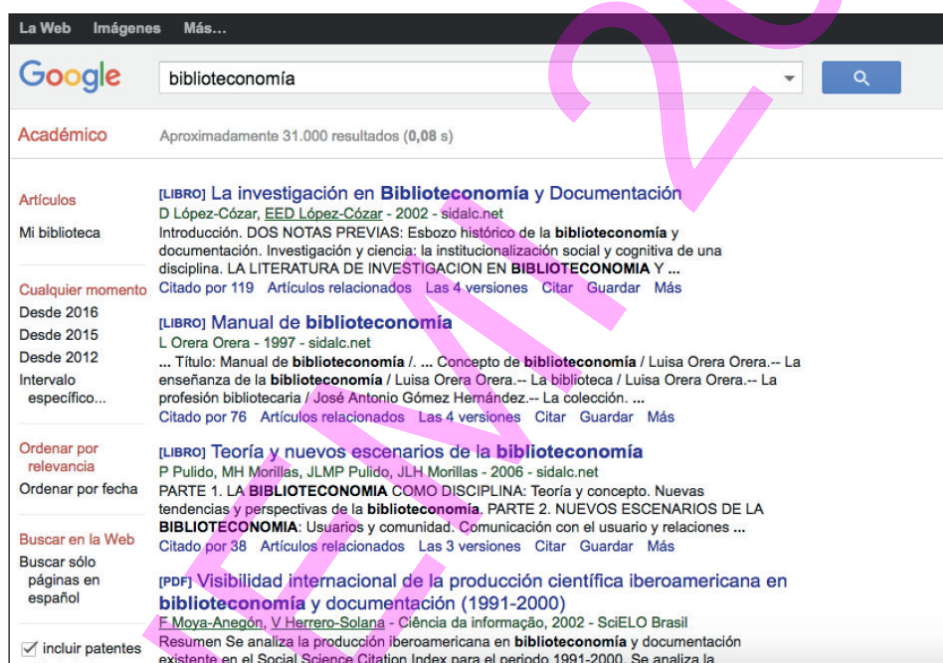 La Web Imágenes Más...
Google biblioteconomía
Académico Aproximadamente 31.000 resultados (0,08 s)
Artículos
Mi biblioteca
Cualquier momento
Desde 2016
Desde 2015
Desde 2012
Intervalo
específico...
Ordenar por
relevancia
Ordenar por fecha
Buscar en la Web
Buscar sólo
páginas en
español
incluir patentes
[LIBRO] La investigación en Biblioteconomía y Documentación
D López-Cózar, EED López-Cózar - 2002 - sidalc.net
Introducción. DOS NOTAS PREVIAS: Esbozo histórico de la biblioteconomía y
documentación. Investigación y ciencia: la institucionalización social y cognitiva de una
disciplina. LA LITERATURA DE INVESTIGACION EN BIBLIOTECONOMIA Y ...
Citado por 119 Artículos relacionados Las 4 versiones Citar Guardar Más
[LIBRO] Manual de biblioteconomía
L Orera Orera - 1997 - sidalc.net
... Título: Manual de biblioteconomía /. ... Concepto de biblioteconomía / Luisa Orera Orera.-- La
enseñanza de la biblioteconomía / Luisa Orera Orera.-- La biblioteca / Luisa Orera Orera.-- La
profesión bibliotecaria / José Antonio Gómez Hernández.-- La colección. ...
Citado por 76 Artículos relacionados Las 4 versiones Citar Guardar Más
[LIBRO] Teoría y nuevos escenarios de la biblioteconomía
P Pulido, MH Morillas, JLMP Pulido, JLH Morillas - 2006 - sidalc.net
PARTE 1. LA BIBLIOTECONOMIA COMO DISCIPLINA: Teoría y concepto. Nuevas
tendencias y perspectivas de la biblioteconomía. PARTE 2. NUEVOS ESCENARIOS DE LA
BIBLIOTECONOMIA: Usuarios y comunidad. Comunicación con el usuario y relaciones ...
Citado por 38 Artículos relacionados Las 3 versiones Citar Guardar Más
[PDF] Visibilidad internacional de la producción científica iberoamericana en
biblioteconomía y documentación (1991-2000)
F Moya-Anegón, V Herrero-Solana - Ciência da informação, 2002 - SciELO Brasil
Resumen Se analiza la producción iberoamericana en biblioteconomía y documentación
existente en el Social Science Citation Index para el periodo 1991-2000. Se analiza la